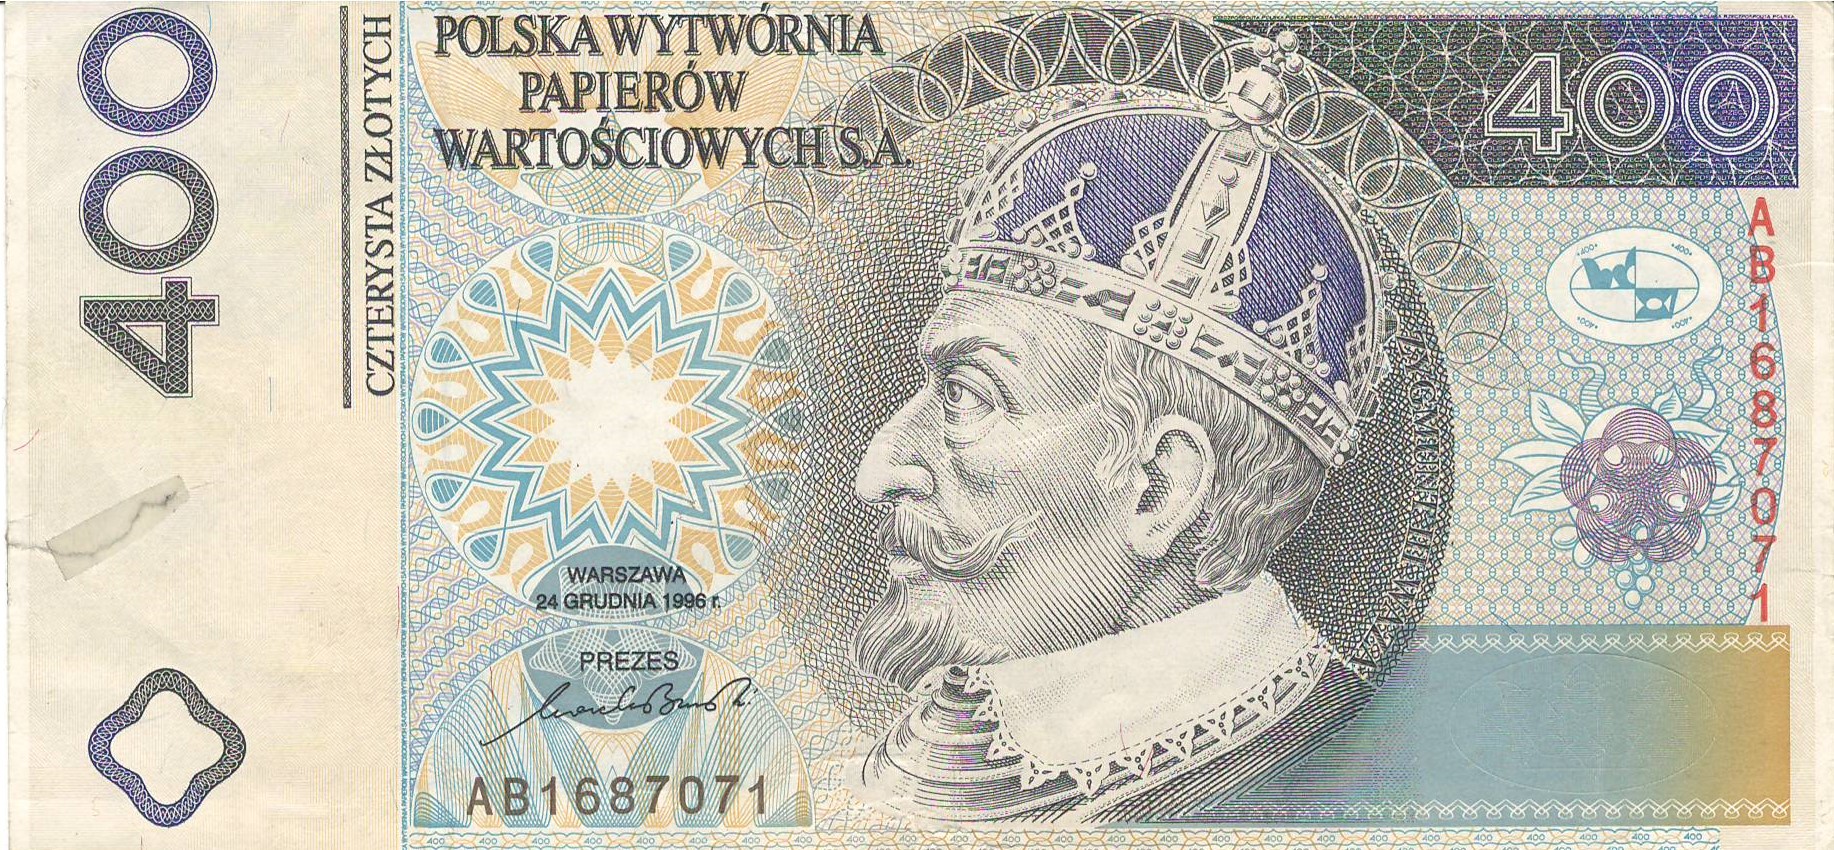 400
CZTERYSTA ZŁOTYCH
POLSKA WYTWÓRNIA
PAPIERÓW
WARTOŚCIOWYCH S.A.
400
AB1687071
WARSZAWA
24 GRUDNIA 1996 r.
PREZES
AB1687071